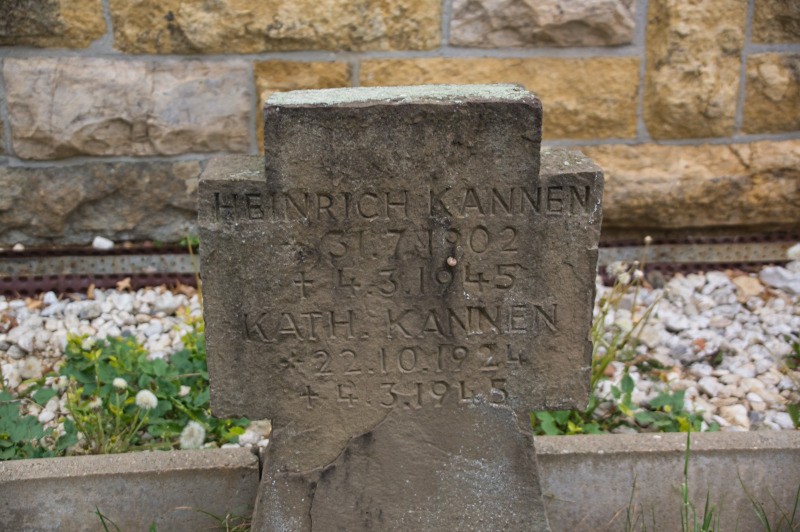 HEINRICH KANNEN
* 31.7.1902
+ 4.3.1945
KATH. KANNEN
* 22.10.1924
+ 4.3.1945